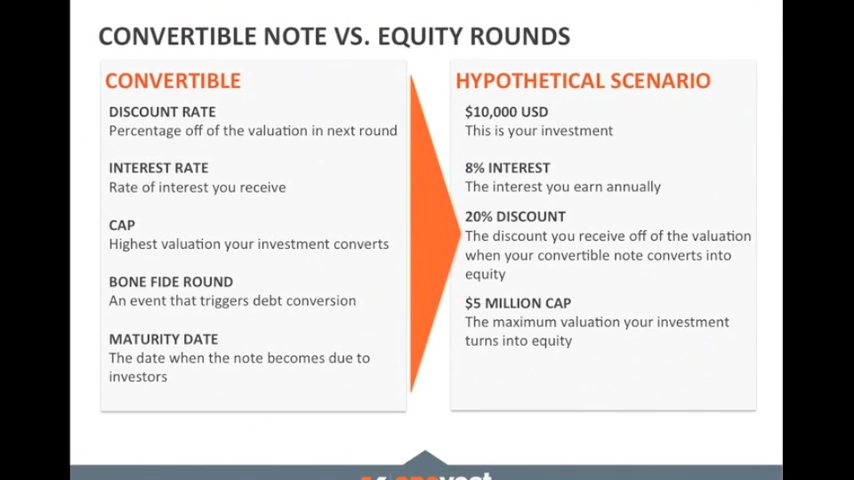 CONVERTIBLE NOTE VS. EQUITY ROUNDS
CONVERTIBLE
DISCOUNT RATE
Percentage off of the valuation in next round
INTEREST RATE
Rate of interest you receive
CAP
Highest valuation your investment converts
BONE FIDE ROUND
An event that triggers debt conversion
MATURITY DATE
The date when the note becomes due to
investors
HYPOTHETICAL SCENARIO
$10,000 USD
This is your investment
8% INTEREST
The interest you earn annually
20% DISCOUNT
The discount you receive off of the valuation
when your convertible note converts into
equity
$5 MILLION CAP
The maximum valuation your investment
turns into equity